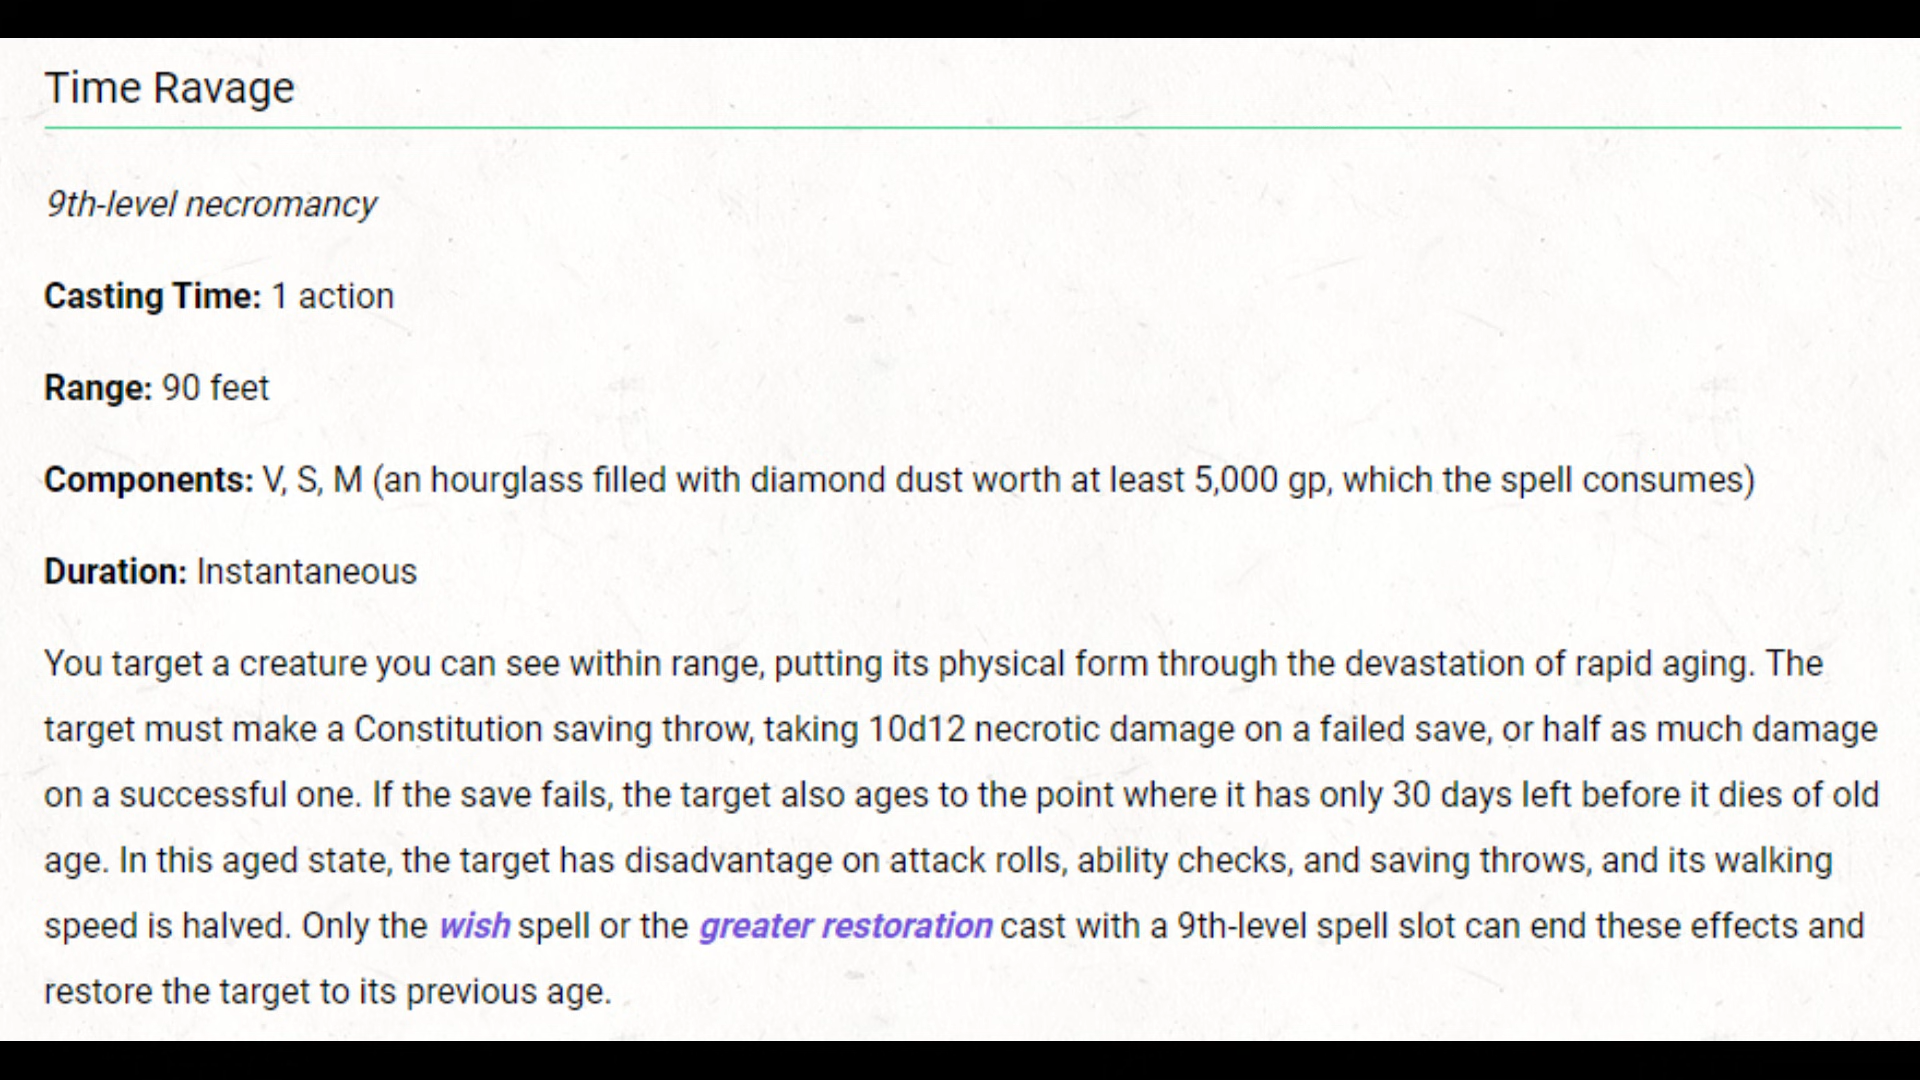 Time Ravage
9th-level necromancy
Casting Time: 1 action
Range: 90 feet
Components: V, S, M (an hourglass filled with diamond dust worth at least 5,000 gp, which the spell consumes)
Duration: Instantaneous
You target a creature you can see within range, putting its physical form through the devastation of rapid aging. The
target must make a Constitution saving throw, taking 10d12 necrotic damage on a failed save, or half as much damage
on a successful one. If the save fails, the target also ages to the point where it has only 30 days left before it dies of old
age. In this aged state, the target has disadvantage on attack rolls, ability checks, and saving throws, and its walking
speed is halved. Only the wish spell or the greater restoration cast with a 9th-level spell slot can end these effects and
restore the target to its previous age.